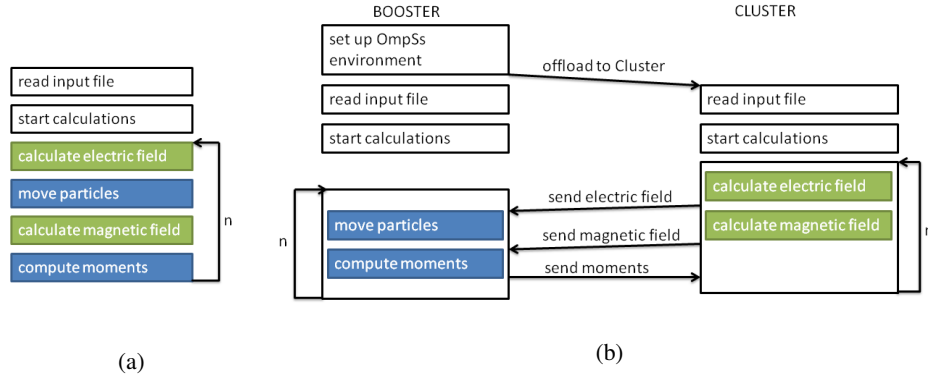 BOOSTER
CLUSTER
set up OmpSs
environment
offload to Cluster
read input file
read input file
read input file
start calculations
start calculations
start calculations
calculate electric field
move particles
calculate magnetic field
compute moments
n
n
move particles
compute moments
send electric field
send magnetic field
send moments
calculate electric field
calculate magnetic field
(a)
(b)